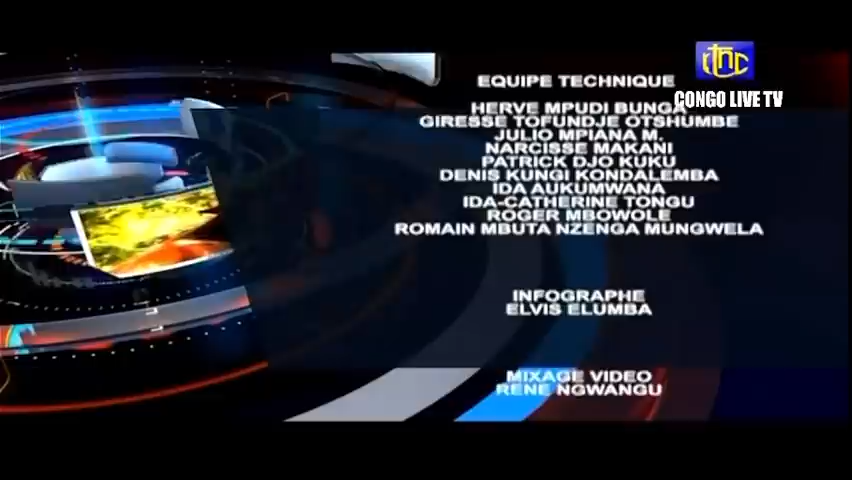 rtnc
CONGO LIVE TV
EQUIPE TECHNIQUE
HERVE MPUDI BUNGA
GIRESSE TOFUNDJE OTSHUMBE
JULIO MPIANA M.
NARCISSE MAKANI
PATRICK DJO KUKU
DENIS KUNGI KONDALEMBA
IDA AUKUMWANA
IDA-CATHERINE TONGU
ROGER MBOWOLE
ROMAIN MBUTA NZENGA MUNGWELA
INFOGRAPHE
ELVIS ELUMBA
MIXAGE VIDEO
RENE NGWANGU